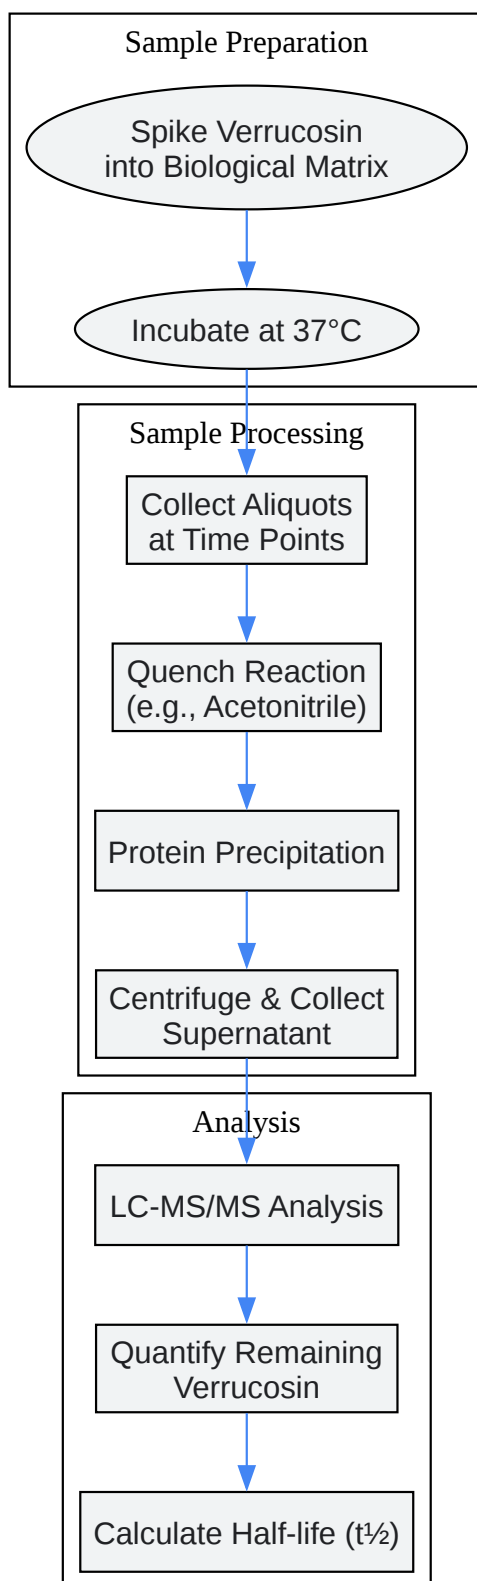 Sample Preparation
Spike Verrucosin
into Biological Matrix
Incubate at 37°C
Sample Processing
Collect Aliquots
at Time Points
Quench Reaction
(e.g., Acetonitrile)
Protein Precipitation
Centrifuge & Collect
Supernatant
Analysis
LC-MS/MS Analysis
Quantify Remaining
Verrucosin
Calculate Half-life (t½)